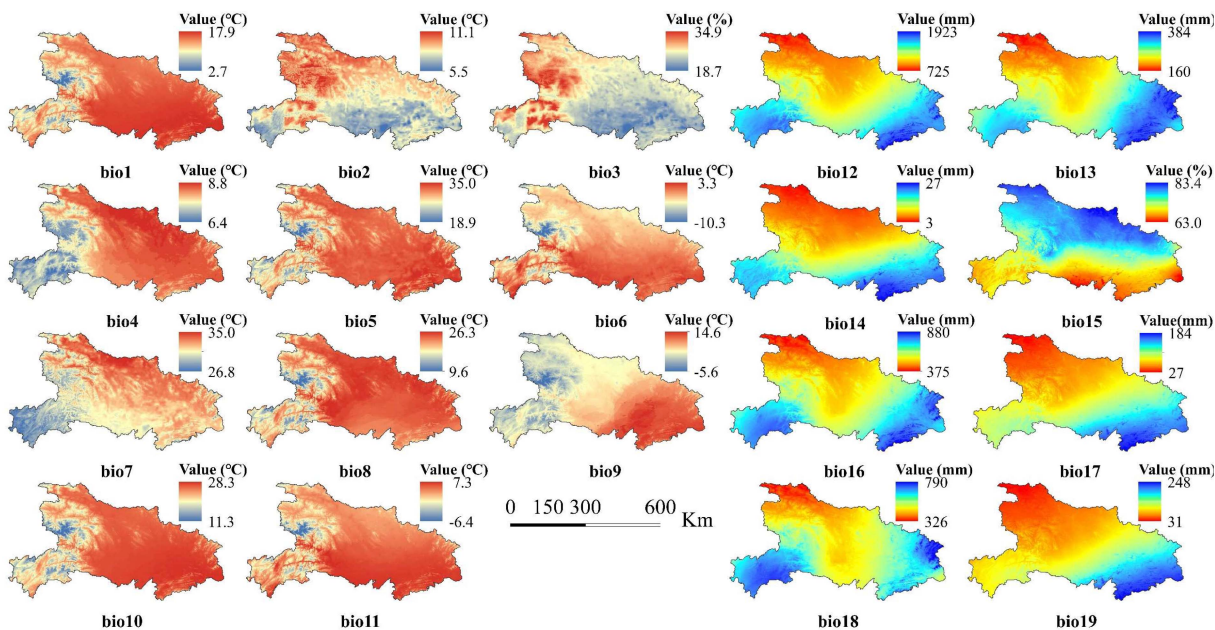 Value (°C)
17.9
2.7
Value (°C)
11.1
5.5
Value (%)
34.9
18.7
Value (mm)
1923
725
Value (mm)
384
160
bio1
bio2
bio3
bio12
bio13
Value (°C)
8.8
6.4
Value (°C)
35.0
18.9
Value (°C)
3.3
-10.3
Value (mm)
27
3
Value (%)
83.4
63.0
bio4
bio5
bio6
bio14
bio15
Value (°C)
35.0
26.8
Value (°C)
26.3
9.6
Value (°C)
14.6
-5.6
Value (mm)
880
375
Value(mm)
184
27
bio7
bio8
bio9
bio16
bio17
Value (°C)
28.3
11.3
Value (°C)
7.3
-6.4
0 150 300 600
Km
Value (mm)
790
326
Value (mm)
248
31
bio10
bio11
bio18
bio19